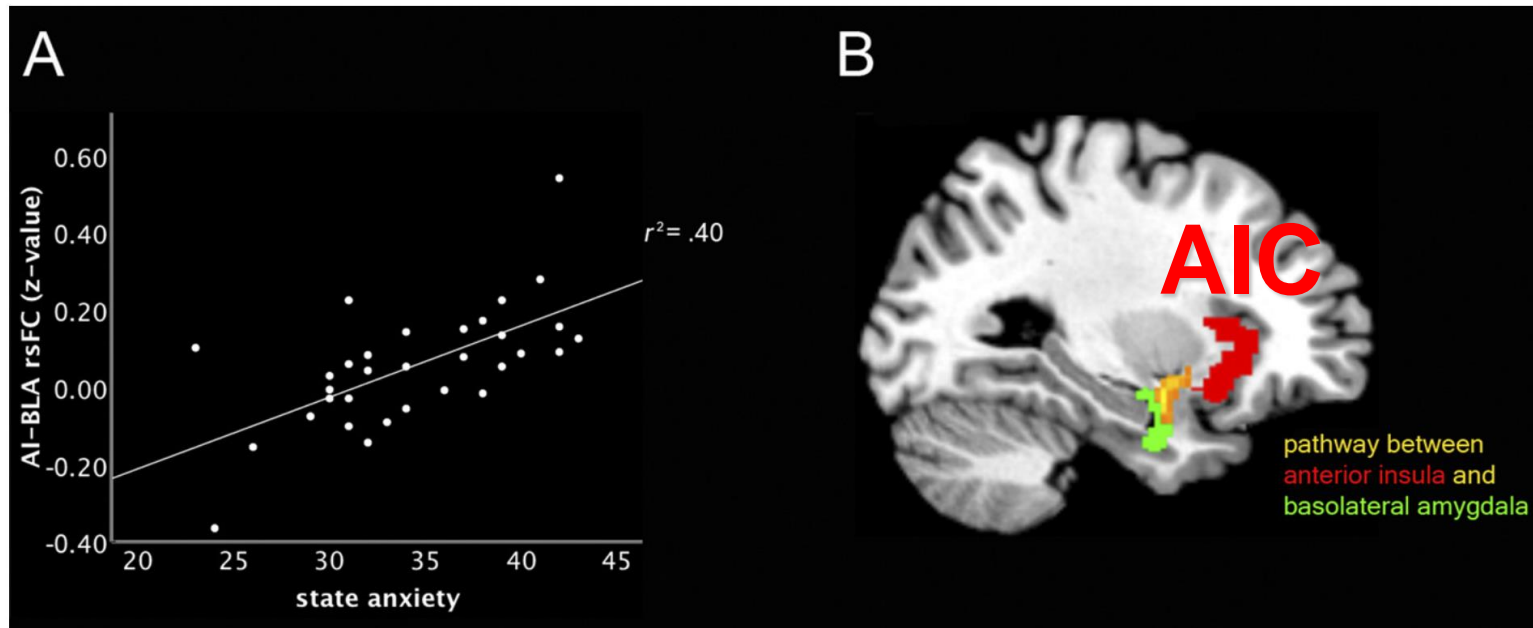 A
AI-BLA rsFC (z-value)
0.60
0.40
0.20
0.00
-0.20
-0.40
20 25 30 35 40 45
state anxiety
r²= .40
B
AIC
pathway between
anterior insula and
basolateral amygdala